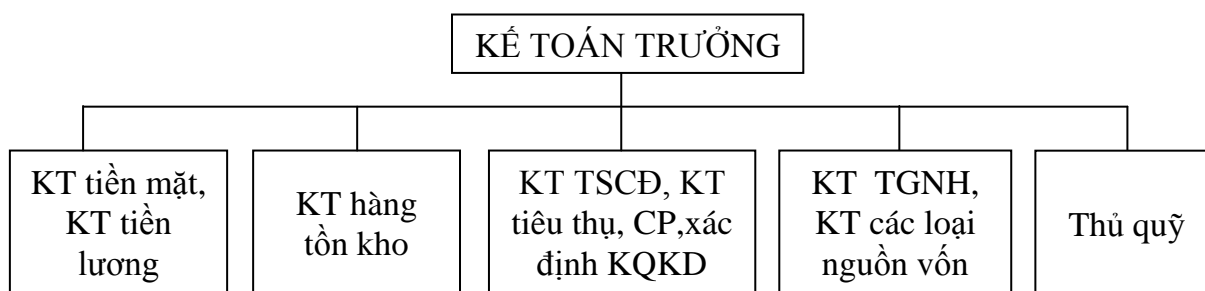 KẾ TOÁN TRƯỞNG
KT tiền mặt,
KT tiền
lương
KT hàng
tồn kho
KT TSCĐ, KT
tiêu thụ, CP,xác
định KQKD
KT TGNH,
KT các loại
nguồn vốn
Thủ quỹ